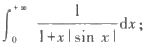 ∫₀^{+∞} 1/(1+x|sin x|) dx;